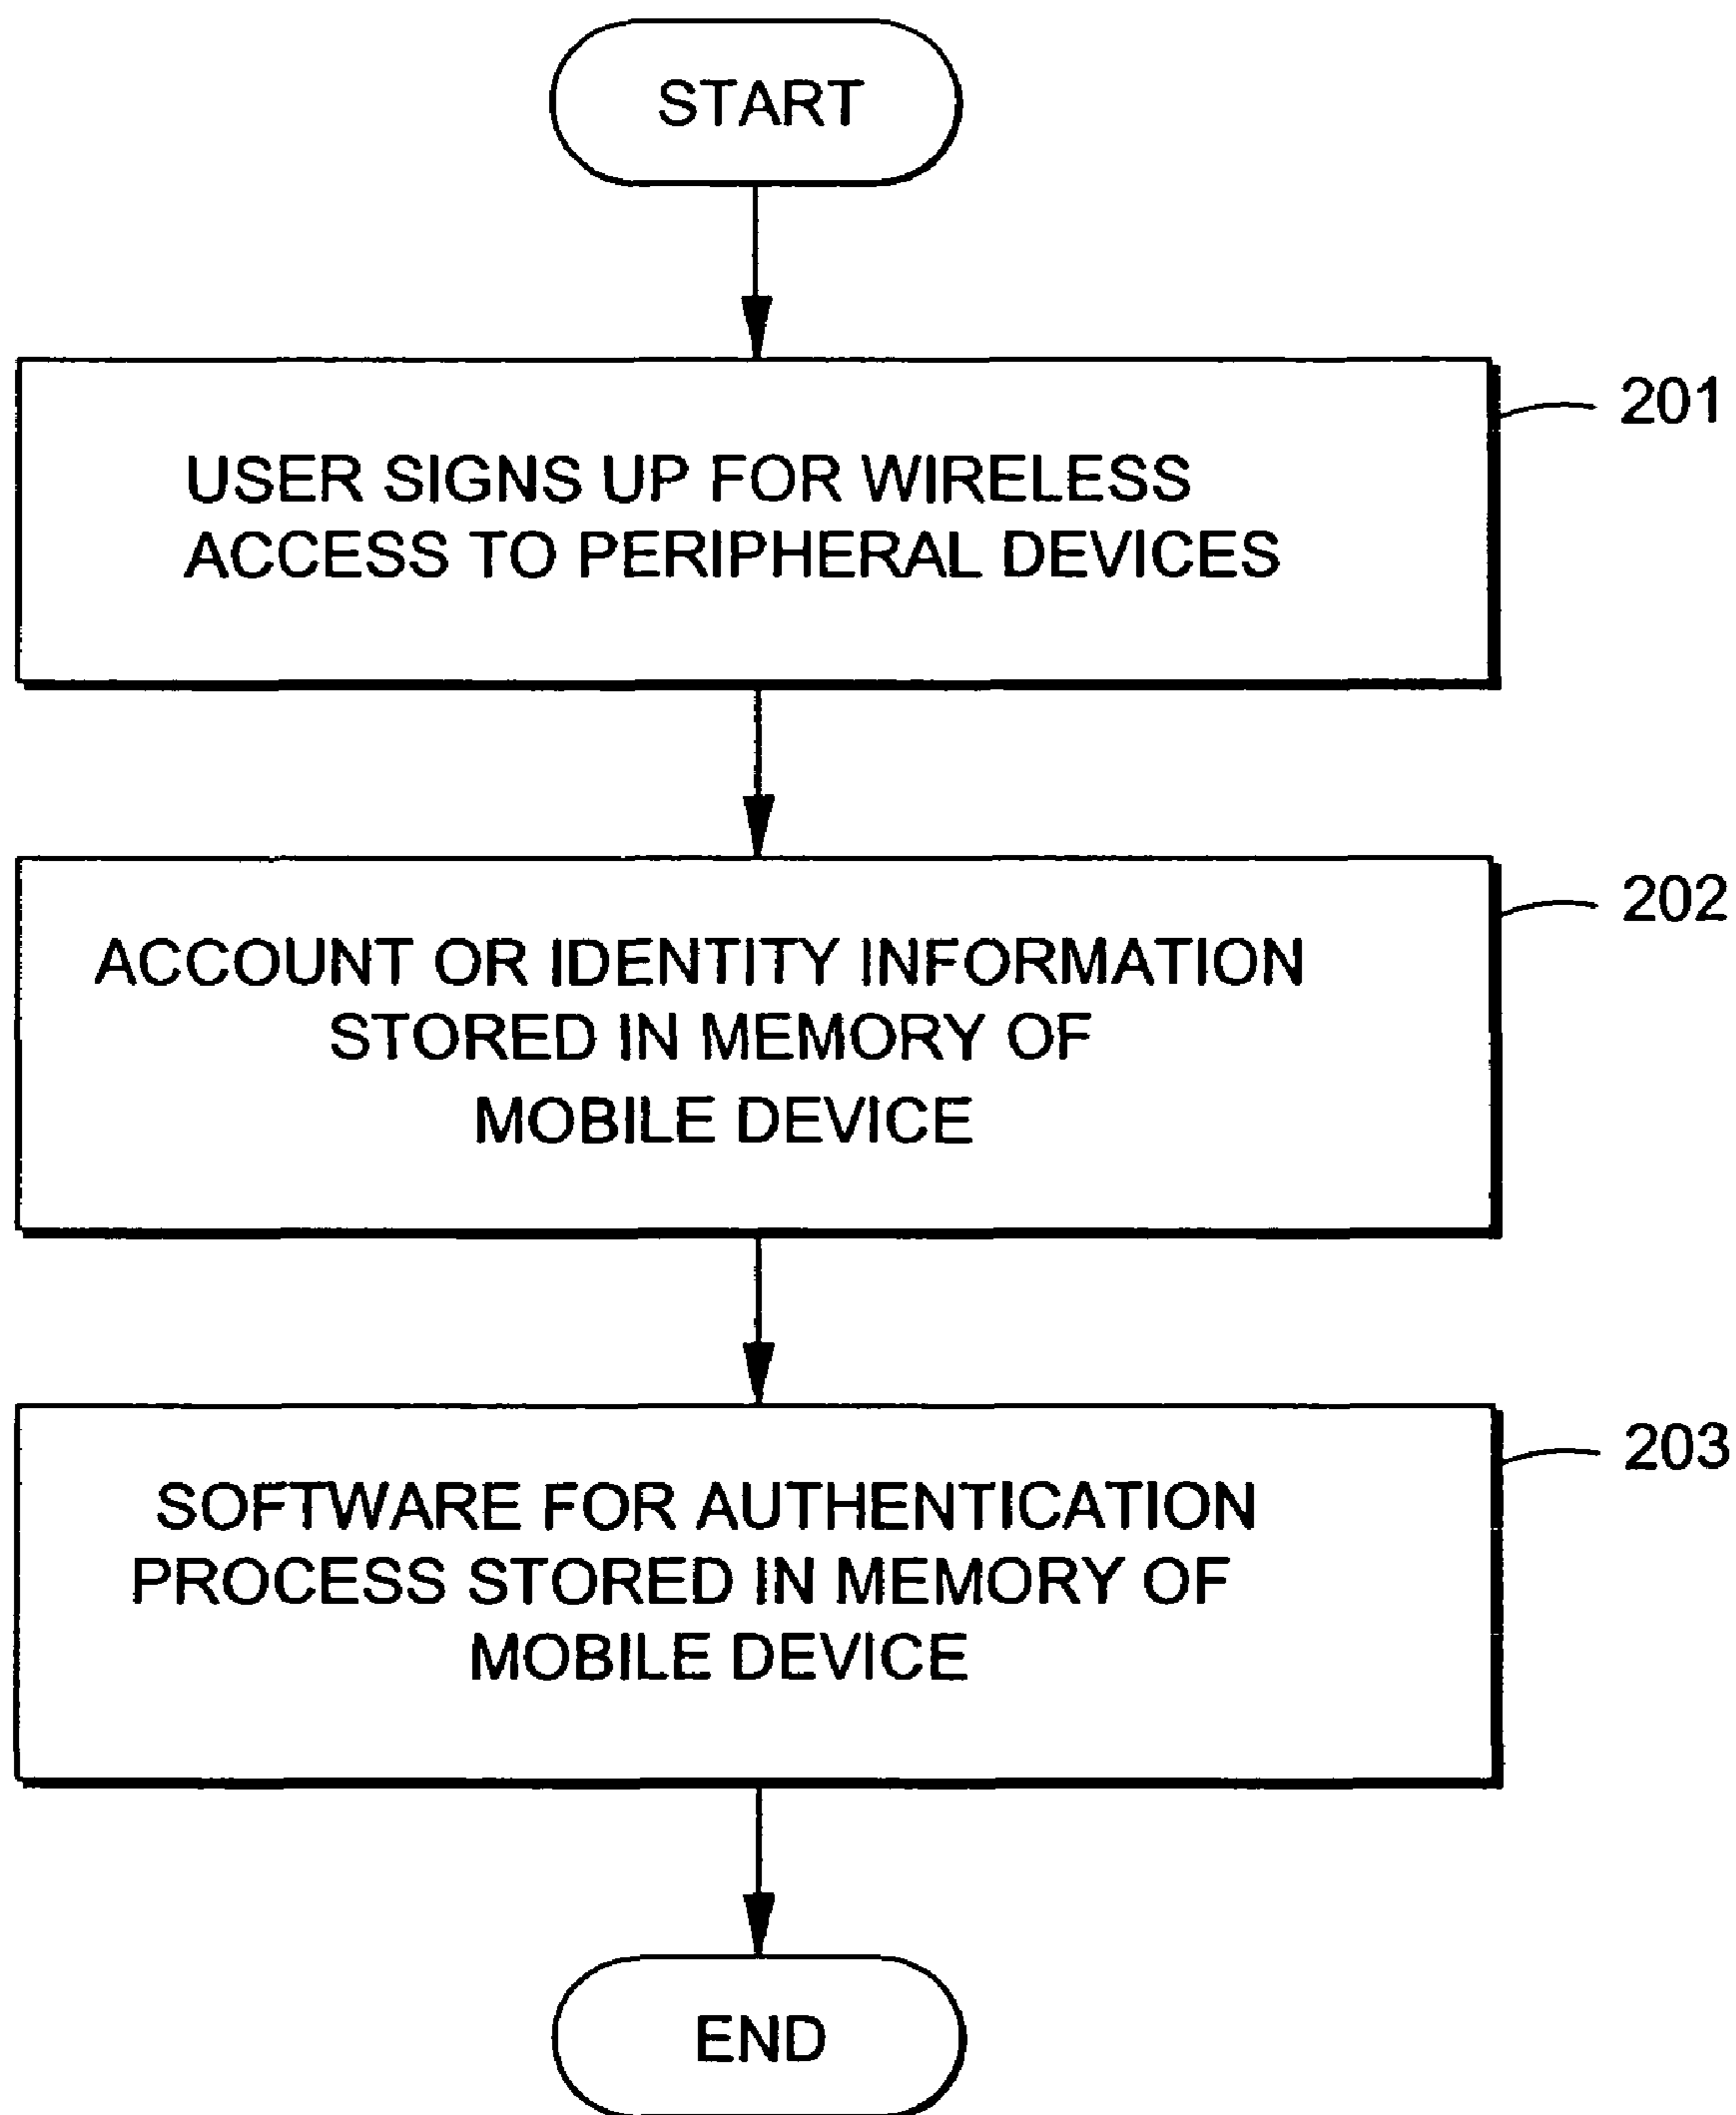 START
201
USER SIGNS UP FOR WIRELESS
ACCESS TO PERIPHERAL DEVICES
202
ACCOUNT OR IDENTITY INFORMATION
STORED IN MEMORY OF
MOBILE DEVICE
203
SOFTWARE FOR AUTHENTICATION
PROCESS STORED IN MEMORY OF
MOBILE DEVICE
END